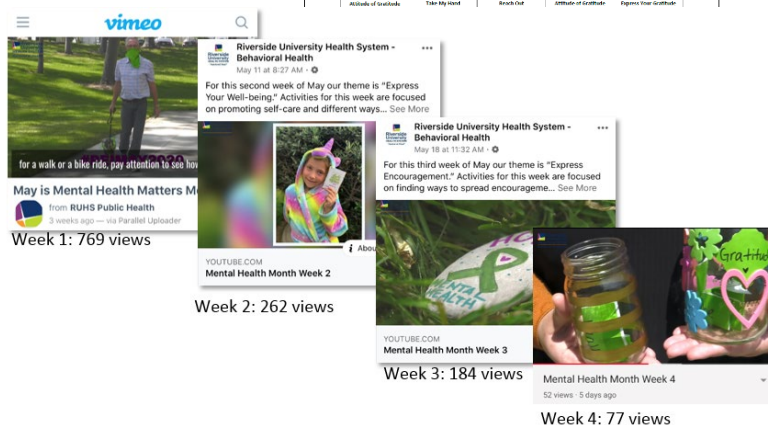 Attitude of Gratitude
Take My Hand
Reach Out
Attitude of Gratitude
Express Your Gratitude
vimeo
for a walk or a bike ride, pay attention to see how
May is Mental Health Matters M
from RUHS Public Health
3 weeks ago — via Parallel Uploader
Week 1: 769 views
Riverside University Health System -
Behavioral Health
May 11 at 8:27 AM ·
For this second week of May our theme is "Express
Your Well-being." Activities for this week are focused
on promoting self-care and different ways... See More
i Abou
YOUTUBE.COM
Mental Health Month Week 2
Week 2: 262 views
Riverside University Health System -
Behavioral Health
May 18 at 11:32 AM ·
For this third week of May our theme is "Express
Encouragement." Activities for this week are focused
on finding ways to spread encourageme... See More
HO
MENTAL
HEALTH
YOUTUBE.COM
Mental Health Month Week 3
Week 3: 184 views
Gratitud
Mental Health Month Week 4
52 views · 5 days ago
Week 4: 77 views